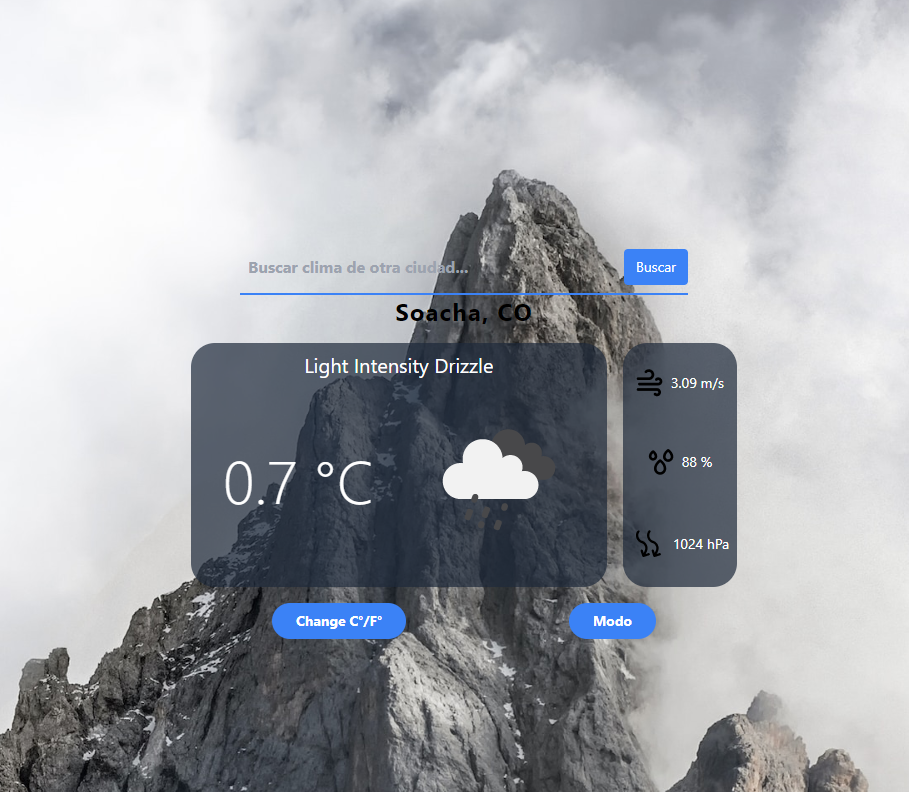 Buscar clima de otra ciudad...
Buscar
Soacha, CO
Light Intensity Drizzle
3.09 m/s
0.7 °C
88 %
1024 hPa
Change C°/F°
Modo